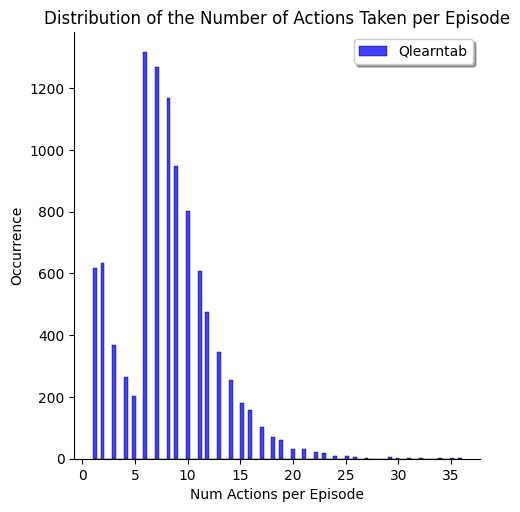 Distribution of the Number of Actions Taken per Episode
Qlearntab
1200
1000
800
600
400
200
0
Occurrence
0 5 10 15 20 25 30 35
Num Actions per Episode